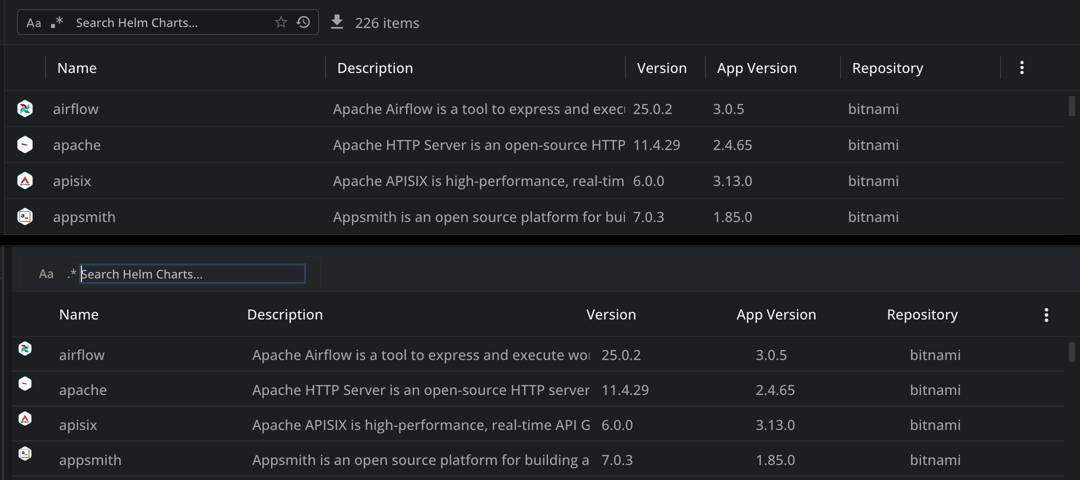 Aa .* Search Helm Charts... 226 items
Name Description Version App Version Repository
airflow Apache Airflow is a tool to express and exec 25.0.2 3.0.5 bitnami
apache Apache HTTP Server is an open-source HTTP 11.4.29 2.4.65 bitnami
apisix Apache APISIX is high-performance, real-tim 6.0.0 3.13.0 bitnami
appsmith Appsmith is an open source platform for bui 7.0.3 1.85.0 bitnami
Aa .* Search Helm Charts...
Name Description Version App Version Repository
airflow Apache Airflow is a tool to express and execute wo 25.0.2 3.0.5 bitnami
apache Apache HTTP Server is an open-source HTTP server 11.4.29 2.4.65 bitnami
apisix Apache APISIX is high-performance, real-time API G 6.0.0 3.13.0 bitnami
appsmith Appsmith is an open source platform for building a 7.0.3 1.85.0 bitnami